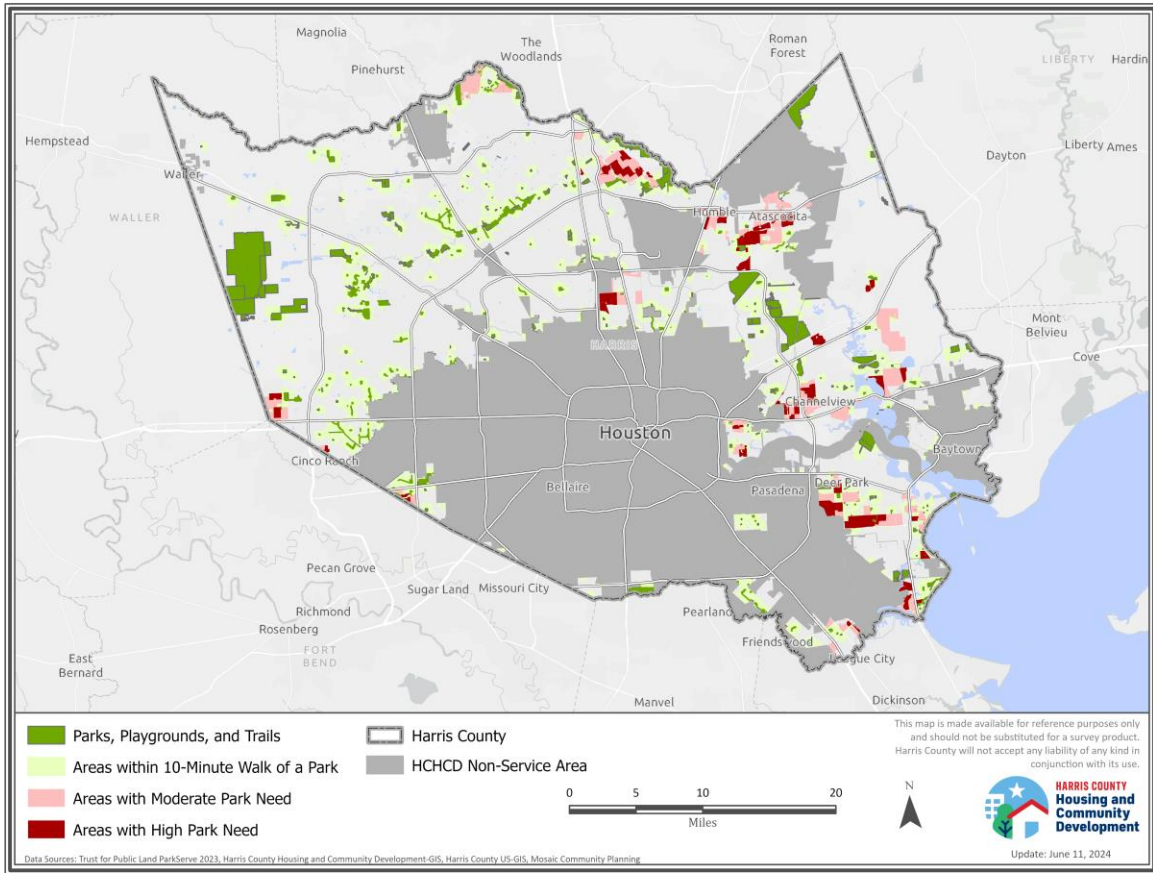 Magnolia
The
Woodlands
Roman
Forest
LIBERTY
Hardin
Pinehurst
Hempstead
Dayton
Liberty Ames
Waller
WALLER
Humble
Atascocita
Mont
Belvieu
HARRIS
Cove
Channelview
Houston
Cinco Ranch
Baytown
Bellaire
Pasadena
Deer Park
Pecan Grove
Sugar Land
Missouri City
Richmond
Pearland
Rosenberg
Friendswood
FORT
BEND
League City
East
Bernard
Manvel
Dickinson
Parks, Playgrounds, and Trails
Areas within 10-Minute Walk of a Park
Areas with Moderate Park Need
Areas with High Park Need
Harris County
HCHCD Non-Service Area
0 5 10 20
Miles
N
This map is made available for reference purposes only
and should not be substituted for a survey product.
Harris County will not accept any liability of any kind in
conjunction with its use.
HARRIS COUNTY
Housing and
Community
Development
Update: June 11, 2024
Data Sources: Trust for Public Land ParkServe 2023, Harris County Housing and Community Development-GIS, Harris County US-GIS, Mosaic Community Planning